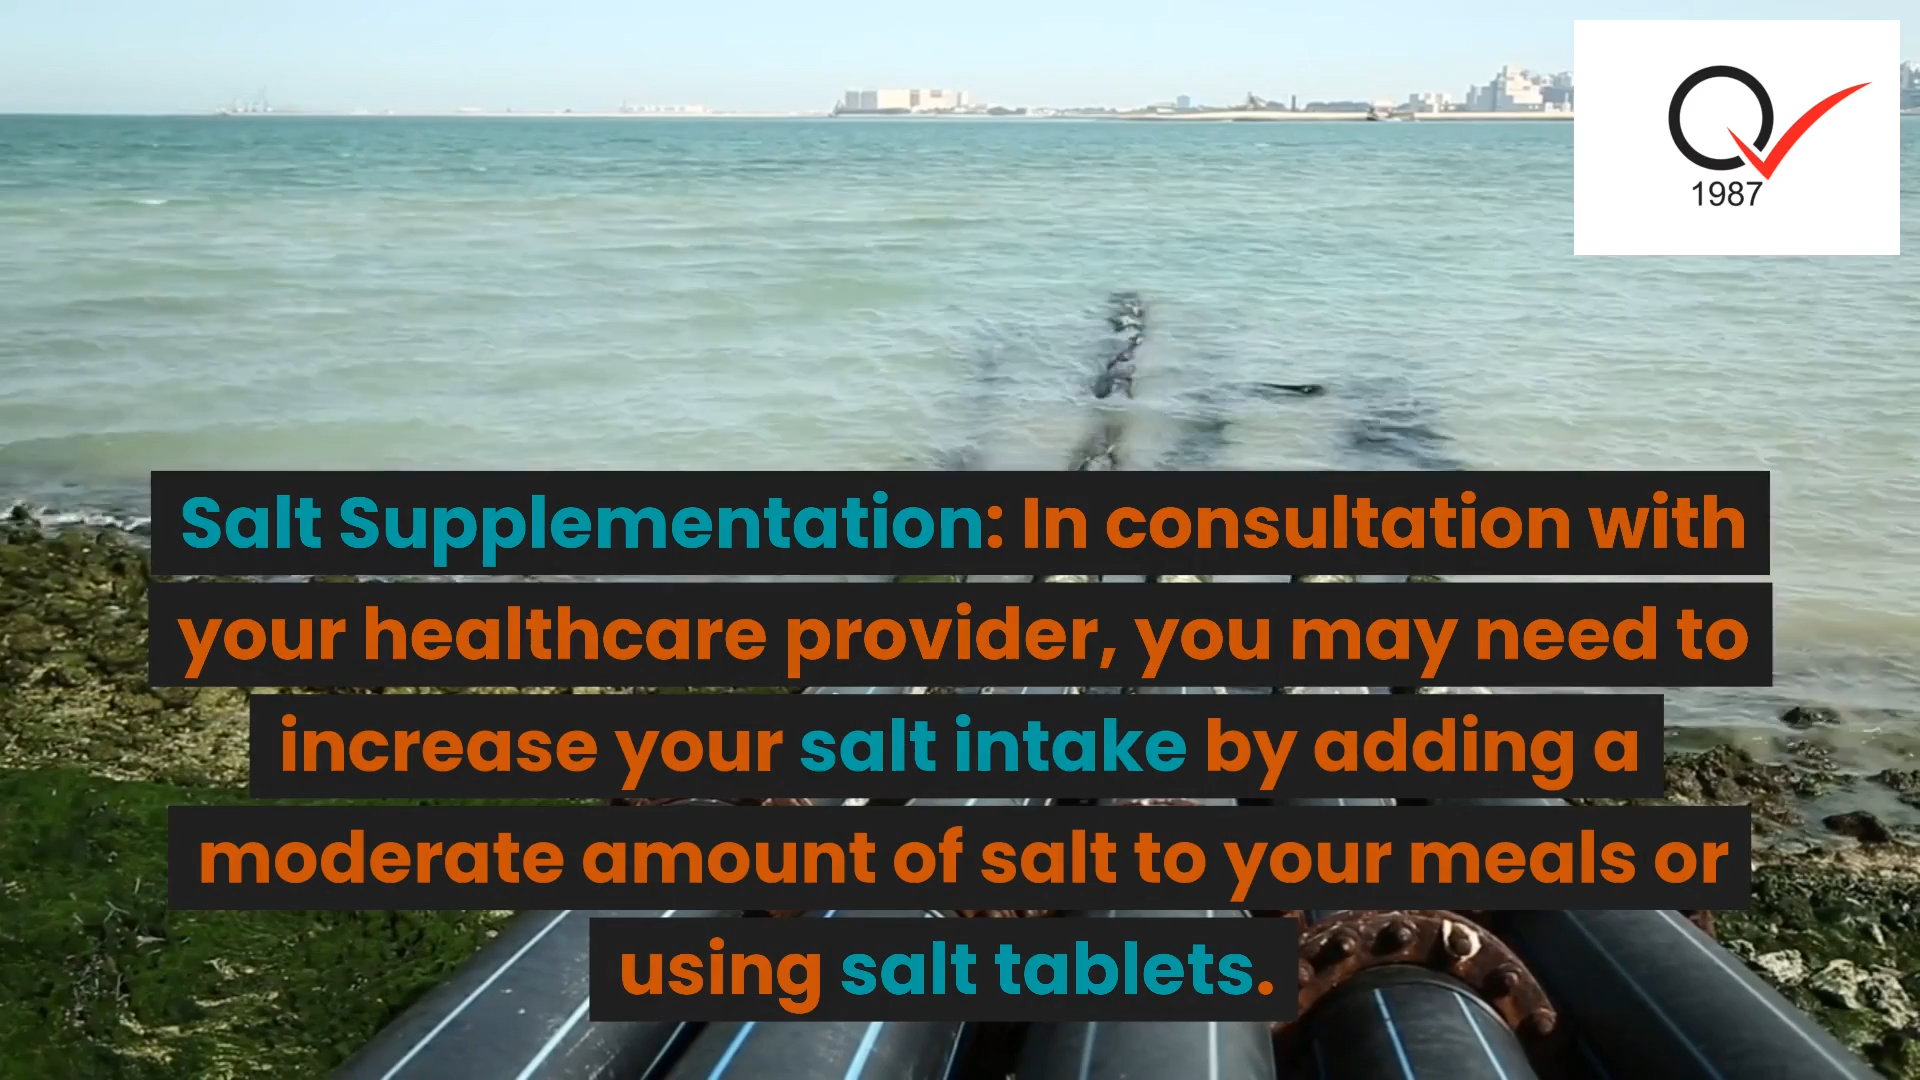 1987
Salt Supplementation: In consultation with
your healthcare provider, you may need to
increase your salt intake by adding a
moderate amount of salt to your meals or
using salt tablets.